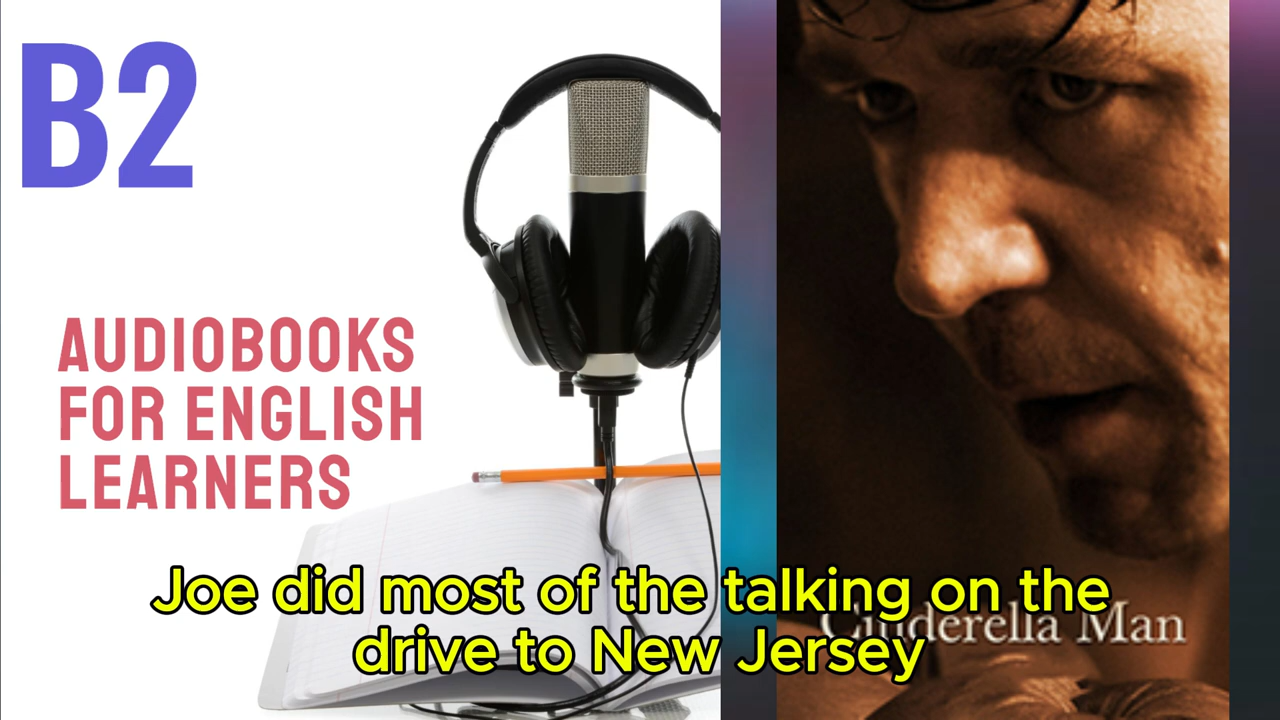 B2
AUDIOBOOKS
FOR ENGLISH
LEARNERS
Joe did most of the talking on the
drive to New Jersey
Cinderella Man